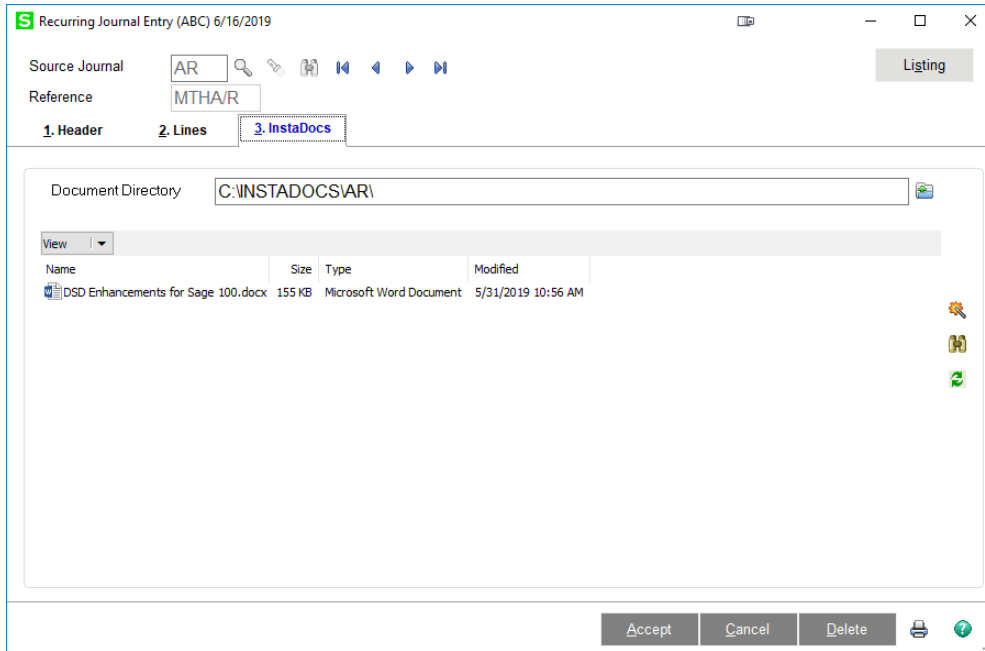 S Recurring Journal Entry (ABC) 6/16/2019
Source Journal AR Listing
Reference MTHA/R
1. Header 2. Lines 3. InstaDocs
Document Directory C:\INSTADOCS\AR\
View
Name Size Type Modified
DSD Enhancements for Sage 100.docx 155 KB Microsoft Word Document 5/31/2019 10:56 AM
Accept Cancel Delete